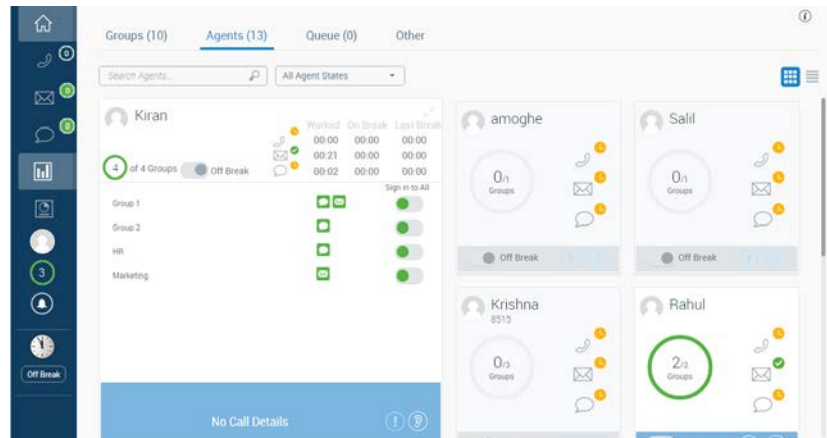 Groups (10) Agents (13) Queue (0) Other
Search Agents... All Agent States
0
0
0
3
Off Break
Kiran
Worked On Break Last Break
00:00 00:00 00:00
00:21 00:00 00:00
00:02 00:00 00:00
4 of 4 Groups Off Break
Sign in to All
Group 1
Group 2
HR
Marketing
No Call Details
amoghe
0/1
Groups
Off Break
Salil
0/1
Groups
Off Break
Krishna
8515
0/3
Groups
Rahul
2/2
Groups